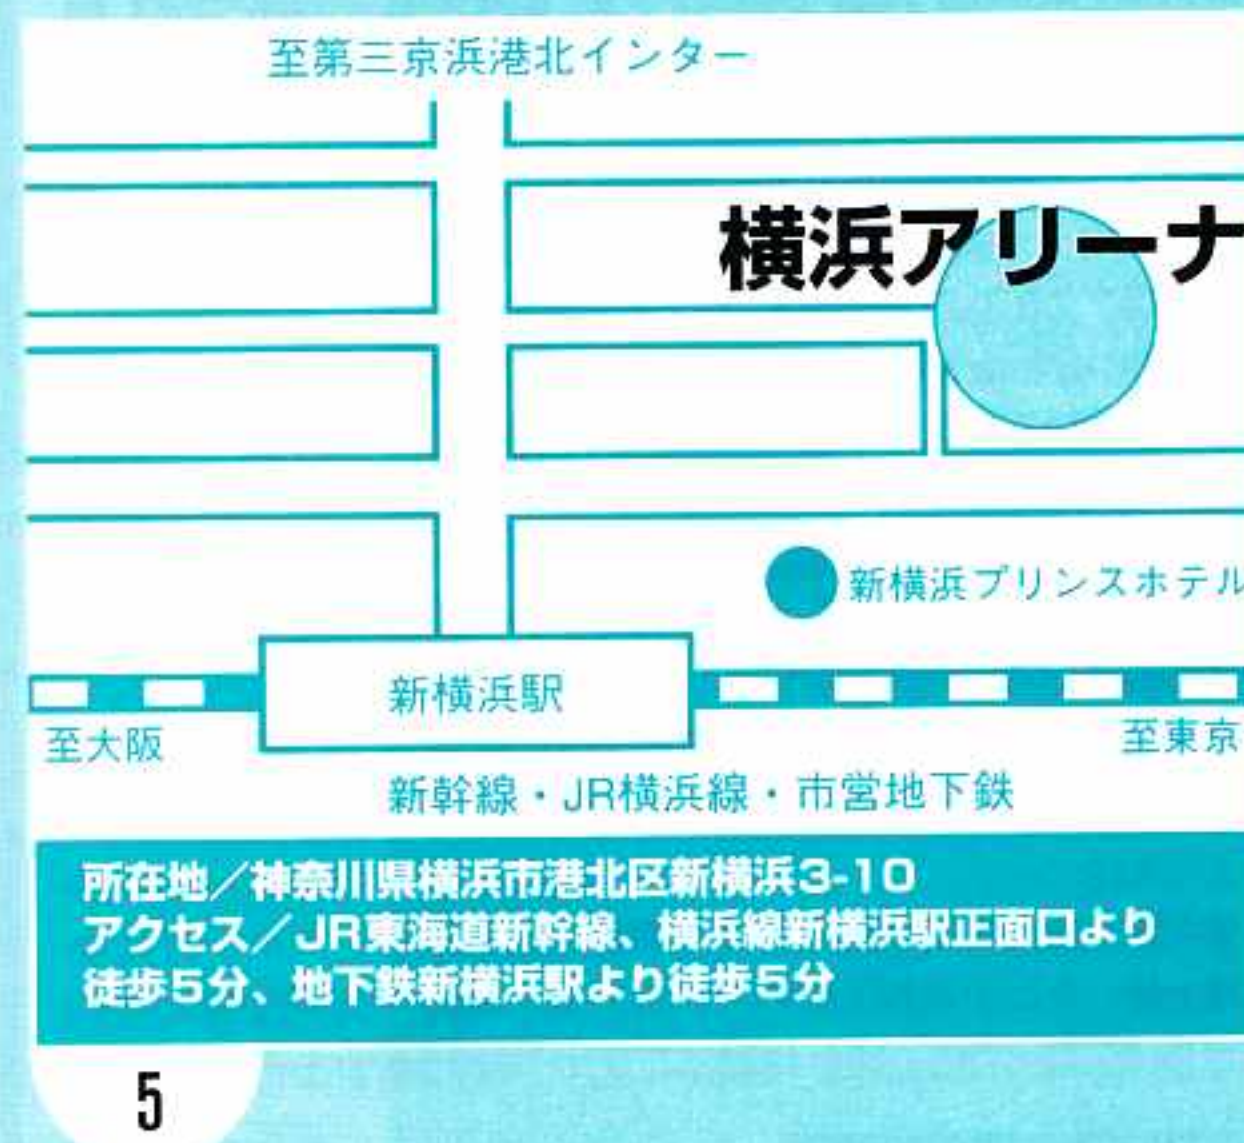 至第三京浜港北インター
横浜アリーナ
新横浜プリンスホテル
新横浜駅
至大阪
至東京
新幹線・JR横浜線・市営地下鉄
所在地／神奈川県横浜市港北区新横浜3-10
アクセス／JR東海道新幹線、横浜線新横浜駅正面口より
徒歩5分、地下鉄新横浜駅より徒歩5分
5